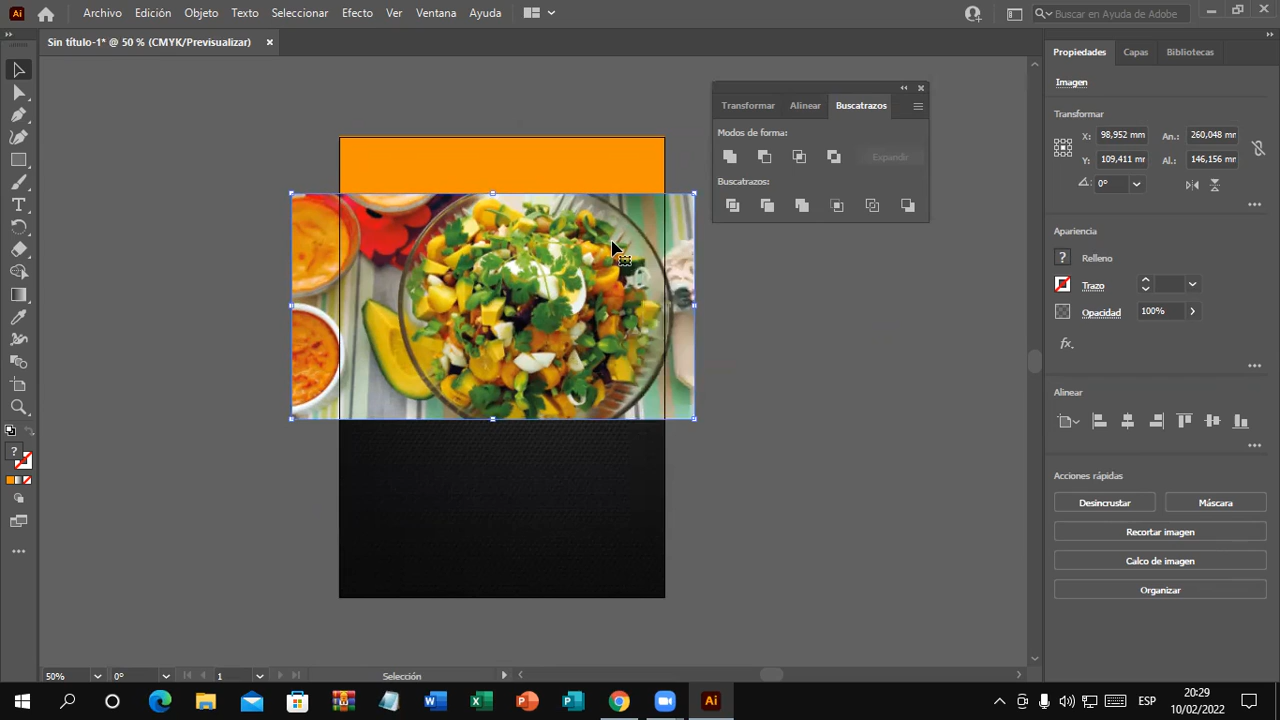 Ai
Archivo Edición Objeto Texto Seleccionar Efecto Ver Ventana Ayuda
Buscar en Ayuda de Adobe
Sin título-1* @ 50 % (CMYK/Previsualizar)
Transformar Alinear Buscatrazos
Modos de forma:
Expandir
Buscatrazos:
Propiedades Capas Bibliotecas
Imagen
Transformar
X: 98,952 mm An.: 260,048 mm
Y: 109,411 mm Al.: 146,156 mm
0°
Apariencia
? Relleno
Trazo
Opacidad 100%
fx.
Alinear
Acciones rápidas
Desincrustar Máscara
Recortar imagen
Calco de imagen
Organizar
T
?
50% 0° 1 Selección
W X P P Ai
ESP
20:29
10/02/2022